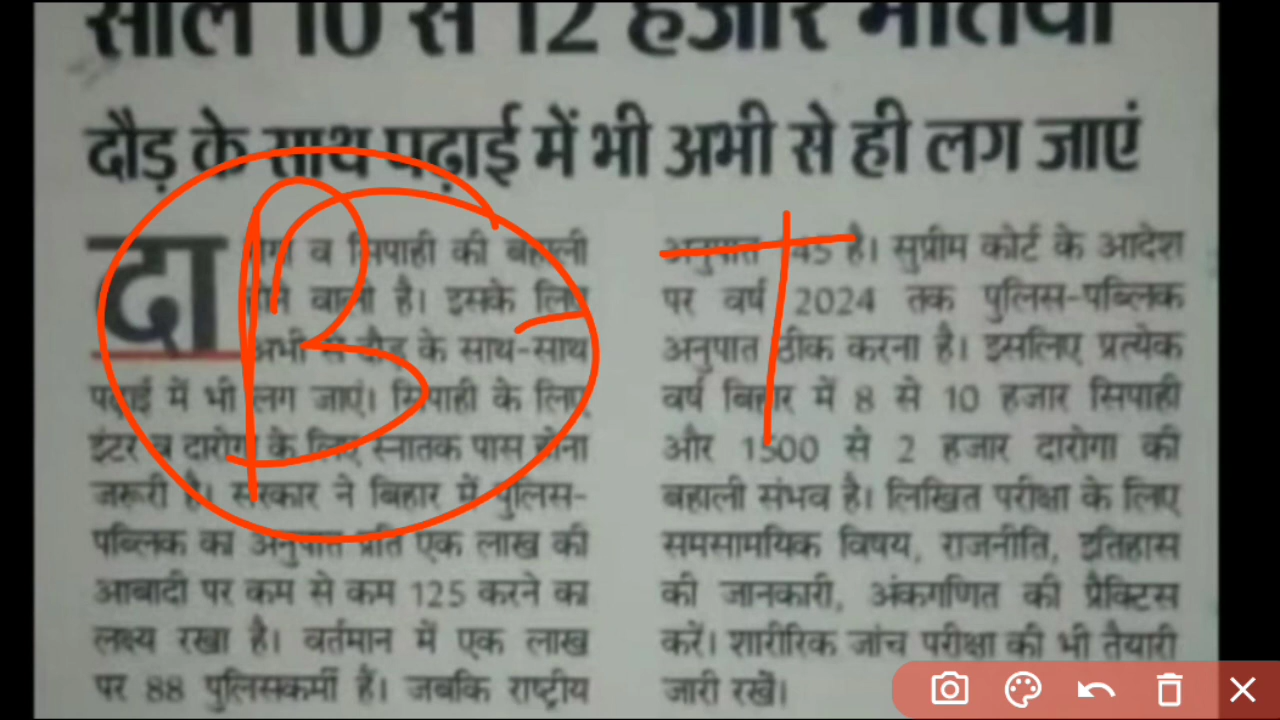 साल 10 से 12 हजार भर्तियां
दौड़ के साथ पढ़ाई में भी अभी से ही लग जाएं
दारोगा व सिपाही की बहाली
होने वाली है। इसके लिए
अभी से दौड़ के साथ-साथ
पढ़ाई में भी लग जाएं। सिपाही के लिए
इंटर व दारोगा के लिए स्नातक पास होना
जरूरी है। सरकार ने बिहार में पुलिस-
पब्लिक का अनुपात प्रति एक लाख की
आबादी पर कम से कम 125 करने का
लक्ष्य रखा है। वर्तमान में एक लाख
पर 88 पुलिसकर्मी हैं। जबकि राष्ट्रीय
अनुपात 145 है। सुप्रीम कोर्ट के आदेश
पर वर्ष 2024 तक पुलिस-पब्लिक
अनुपात ठीक करना है। इसलिए प्रत्येक
वर्ष बिहार में 8 से 10 हजार सिपाही
और 1500 से 2 हजार दारोगा की
बहाली संभव है। लिखित परीक्षा के लिए
समसामयिक विषय, राजनीति, इतिहास
की जानकारी, अंकगणित की प्रैक्टिस
करें। शारीरिक जांच परीक्षा की भी तैयारी
जारी रखें।
B
T